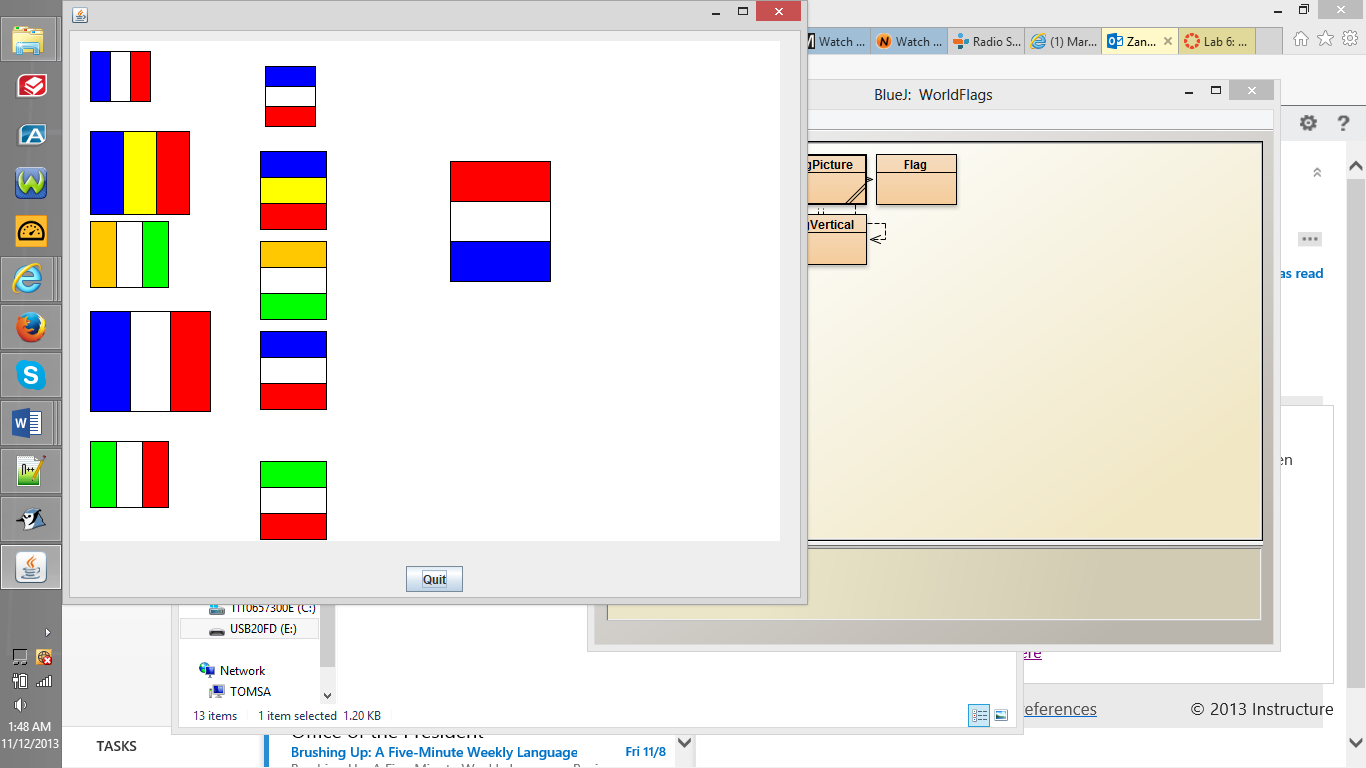 Watch ...
Watch ...
Radio S...
(1) Mar...
Zan...
Lab 6: ...
BlueJ: WorldFlags
gPicture
Flag
gVertical
as read
en
Quit
USB20FD (E:)
Network
TOMSA
13 items
1 item selected 1.20 KB
ere
eferences
© 2013 Instructure
1:48 AM
11/12/2013
TASKS
Office of the President
Brushing Up: A Five-Minute Weekly Language
Fri 11/8